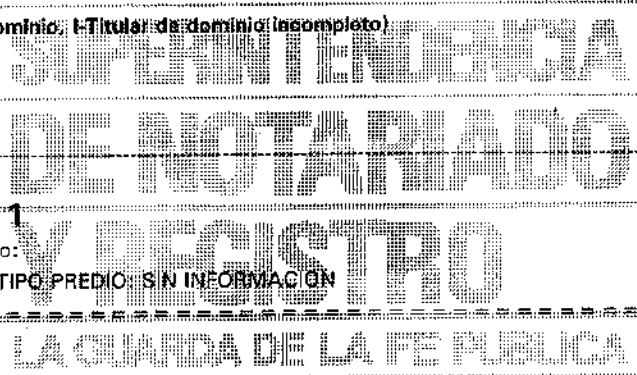 ominio, I-Titular de dominio incompleto)
SUPERINTENDENCIA
DE NOTARIADO
1
Y REGISTRO
o:
TIPO PREDIO: SIN INFORMACION
LA GUARDA DE LA FE PUBLICA